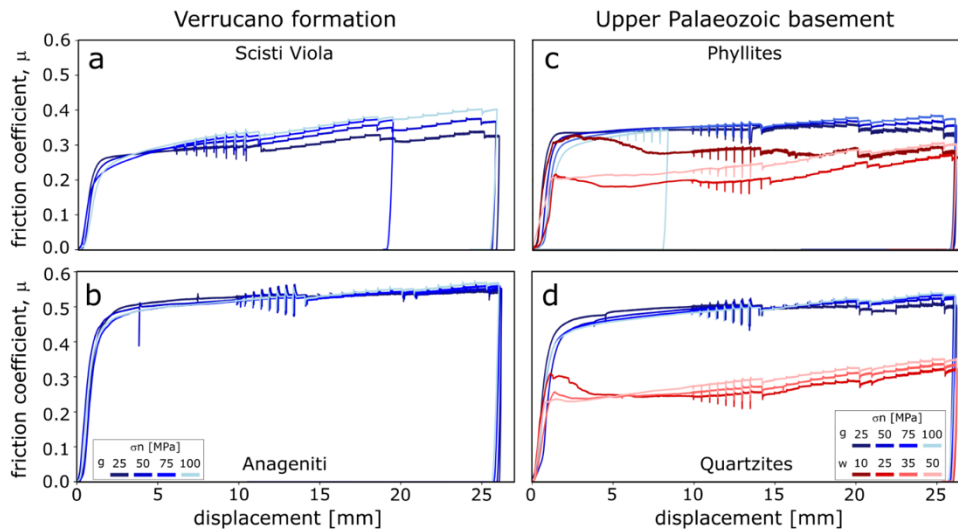 Verrucano formation
Upper Palaeozoic basement
friction coefficient, μ
0.6
0.5
0.4
0.3
0.2
0.1
0.0
a
Scisti Viola
c
Phyllites
friction coefficient, μ
0.6
0.5
0.4
0.3
0.2
0.1
0.0
b
Anageniti
σn [MPa]
g 25 50 75 100
0 5 10 15 20 25
displacement [mm]
d
Quartzites
σn [MPa]
g 25 50 75 100
w 10 25 35 50
0 5 10 15 20 25
displacement [mm]